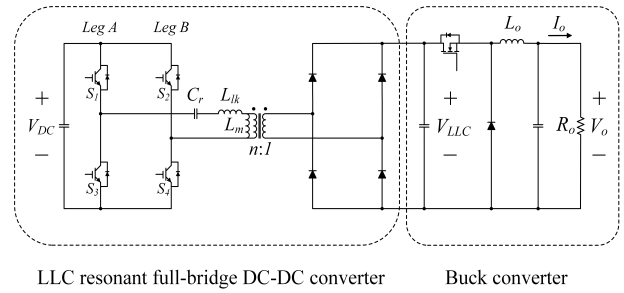 Leg A Leg B
S1 S2
Cr Llk
Lm
n:1
S3 S4
+
VDC
−
Lo Io
+
VLLC
−
Ro
+
Vo
−
LLC resonant full-bridge DC-DC converter
Buck converter